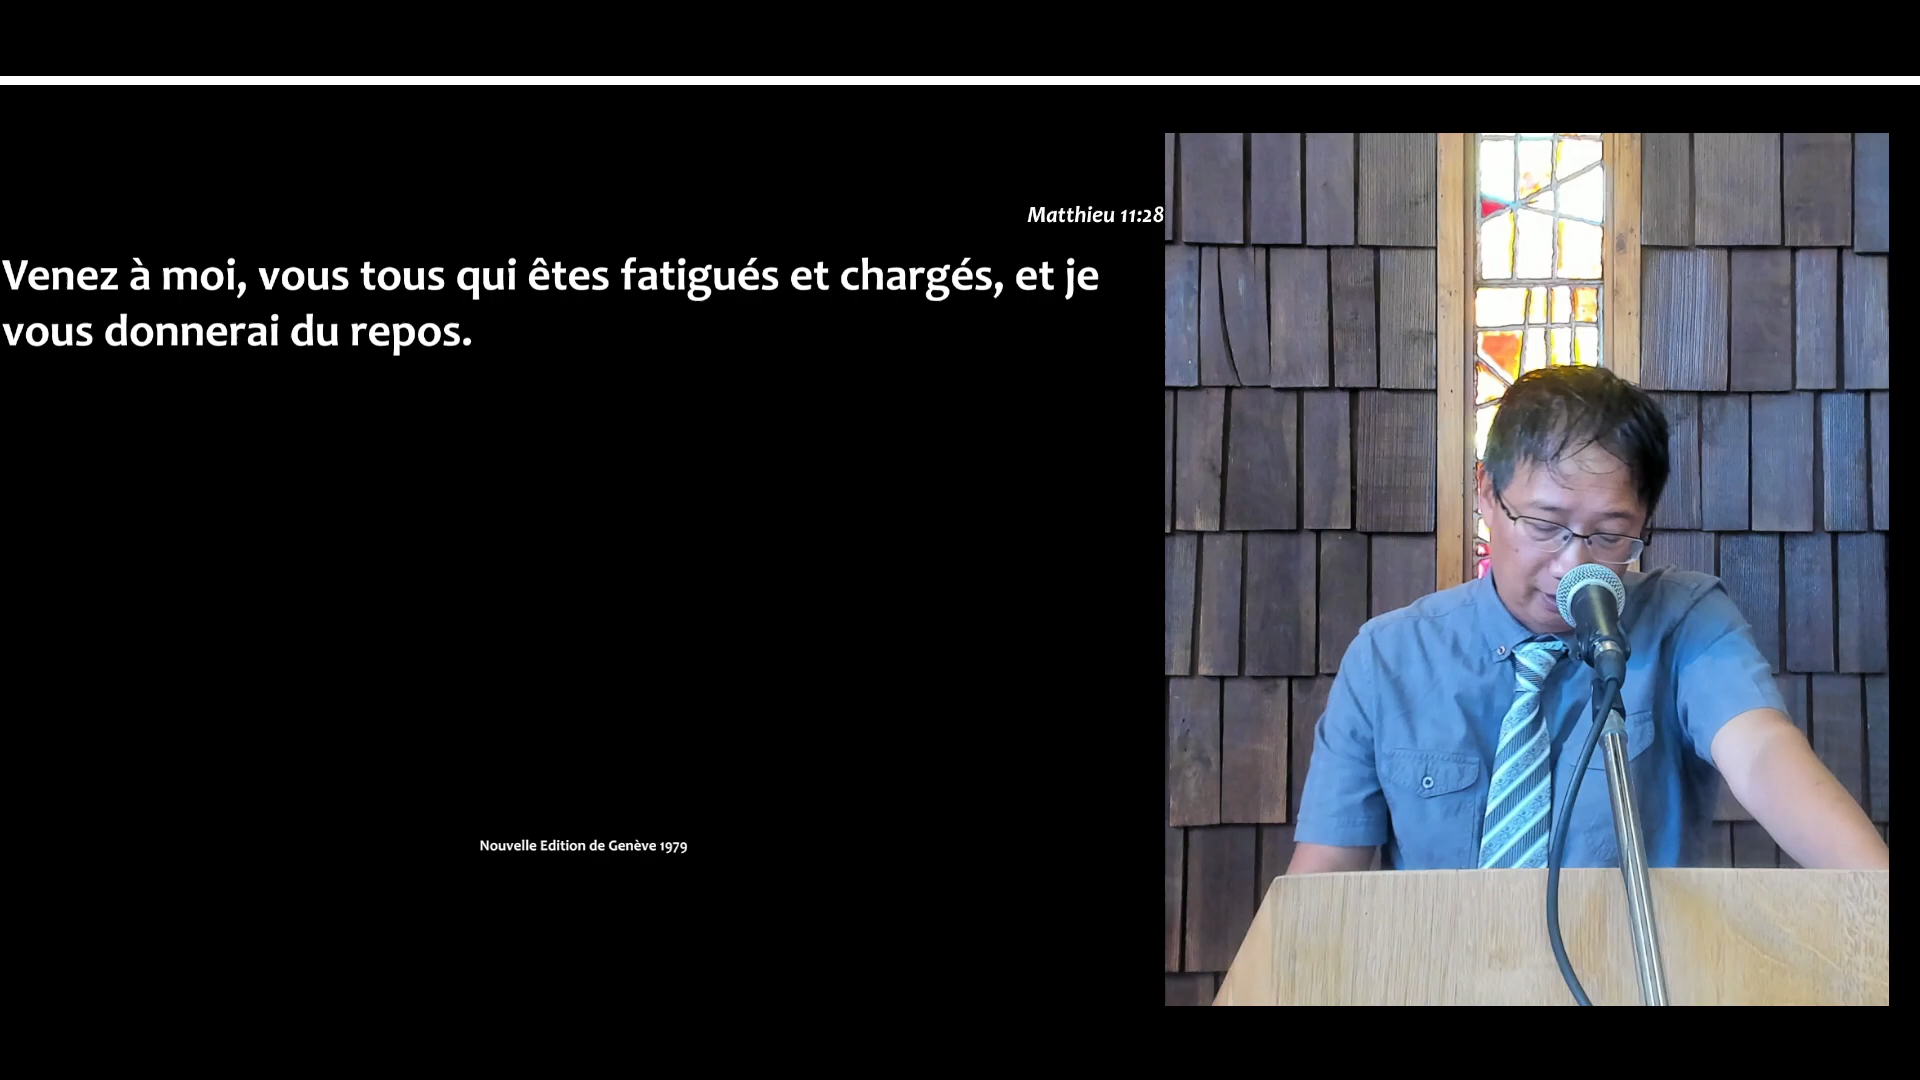 Matthieu 11:28
Venez à moi, vous tous qui êtes fatigués et chargés, et je
vous donnerai du repos.
Nouvelle Edition de Genève 1979